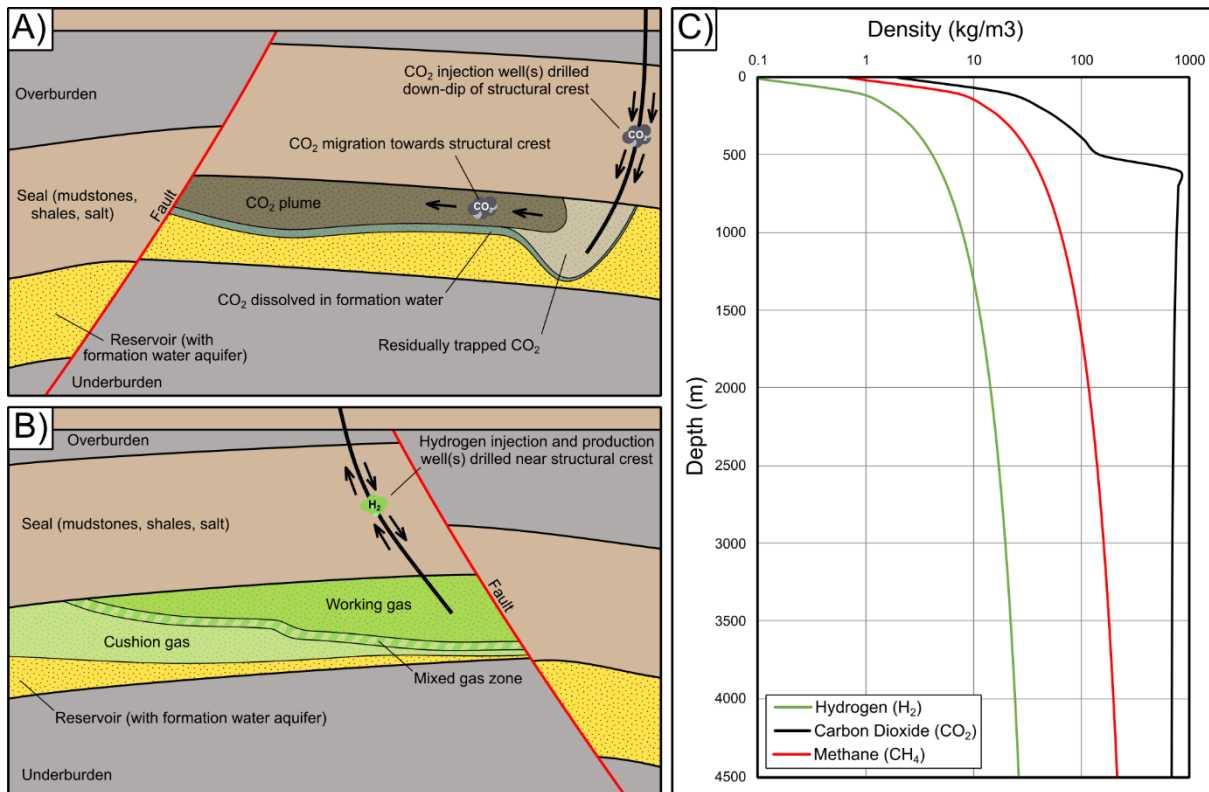 A)
Overburden
CO₂ injection well(s) drilled
down-dip of structural crest
CO₂
CO₂ migration towards structural crest
Seal (mudstones,
shales, salt)
Fault
CO₂ plume
CO₂
CO₂ dissolved in formation water
Reservoir (with
formation water aquifer)
Residually trapped CO₂
Underburden
B)
Overburden
Hydrogen injection and production
well(s) drilled near structural crest
H₂
Seal (mudstones, shales, salt)
Fault
Working gas
Cushion gas
Mixed gas zone
Reservoir (with formation water aquifer)
Underburden
C)
Density (kg/m3)
0.1 1 10 100 1000
Depth (m)
0
500
1000
1500
2000
2500
3000
3500
4000
4500
Hydrogen (H₂)
Carbon Dioxide (CO₂)
Methane (CH₄)